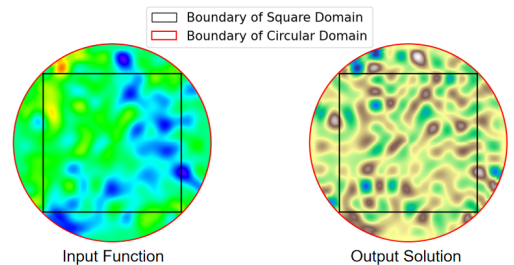 Boundary of Square Domain
Boundary of Circular Domain
Input Function
Output Solution